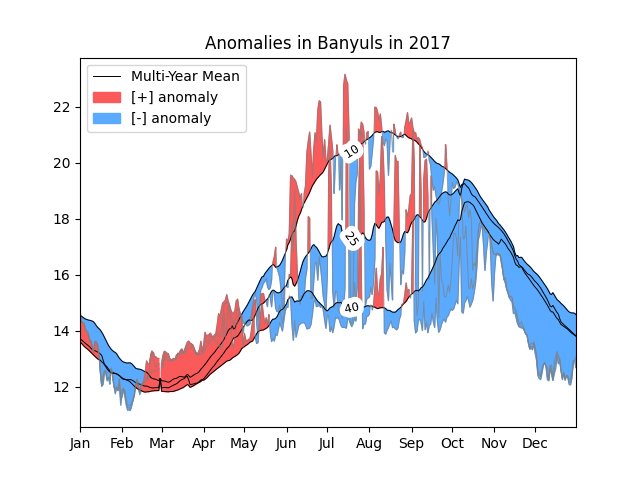 Anomalies in Banyuls in 2017
Multi-Year Mean
[+] anomaly
[-] anomaly
22
20
18
16
14
12
10
25
40
Jan Feb Mar Apr May Jun Jul Aug Sep Oct Nov Dec